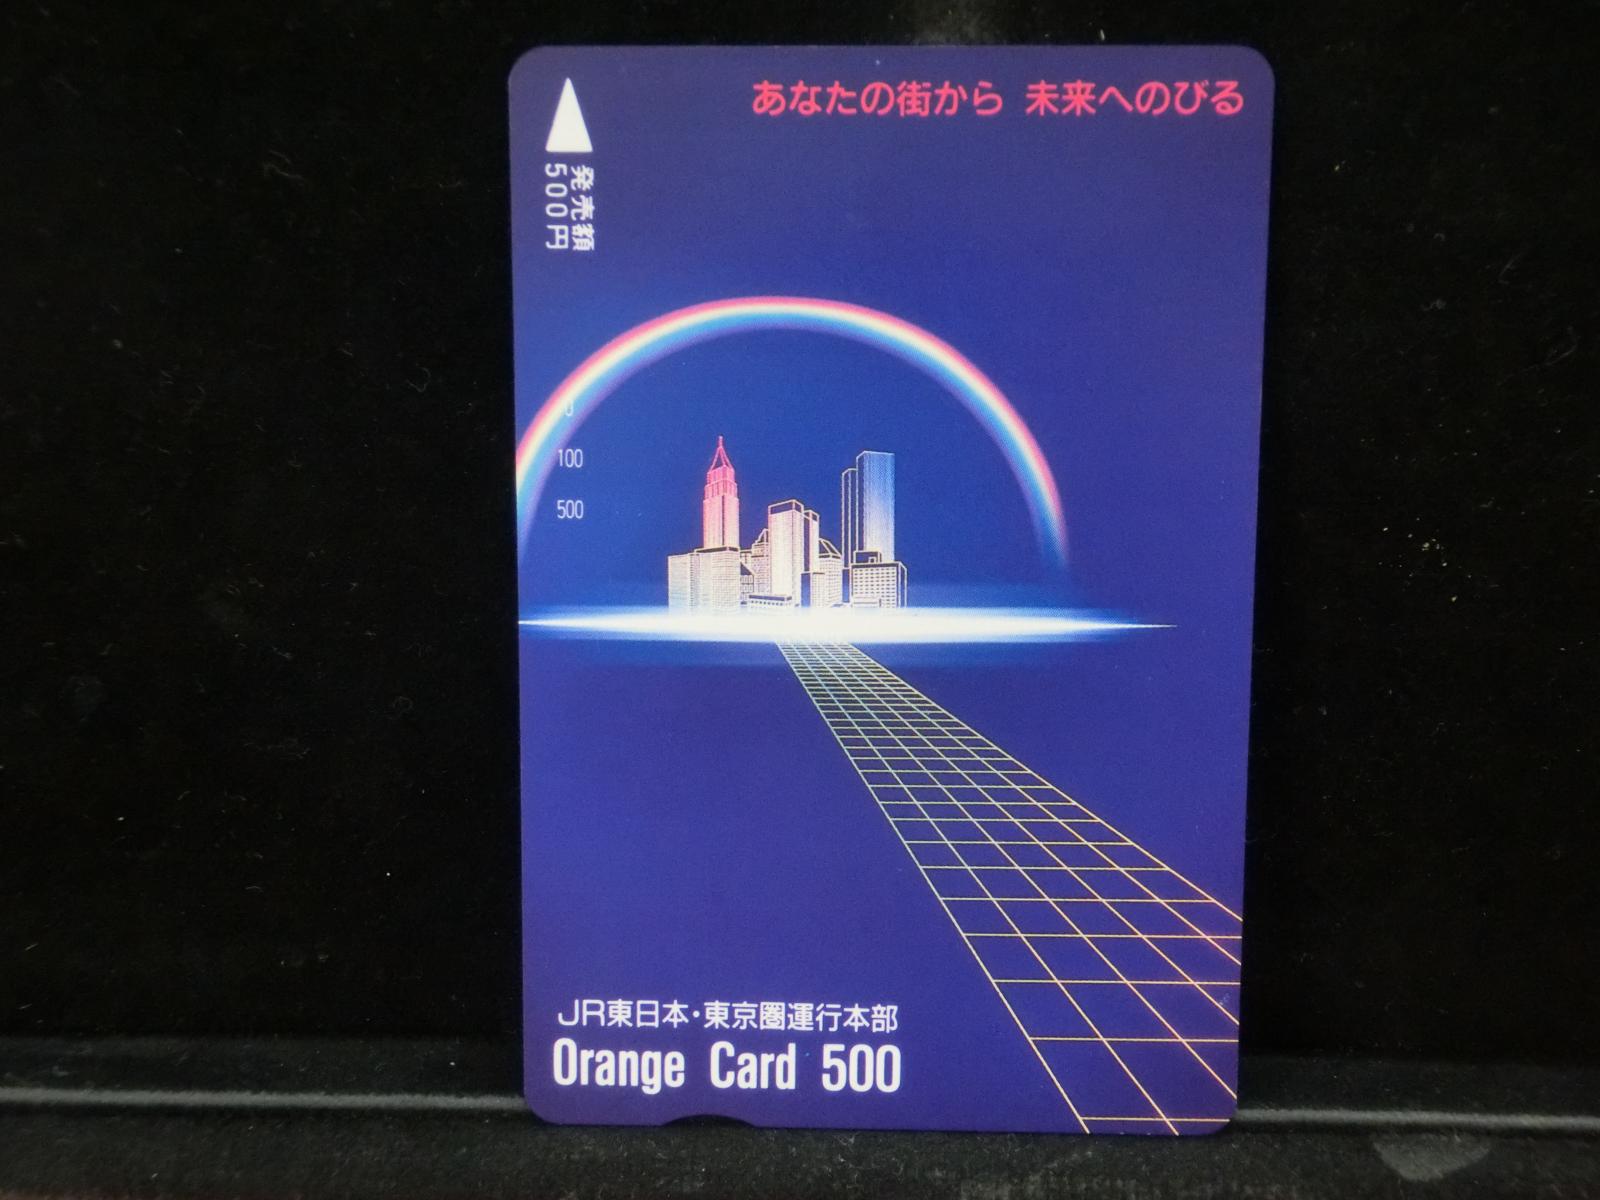 あなたの街から 未来へのびる
発売額
500円
0
100
500
JR東日本・東京圏運行本部
Orange Card 500